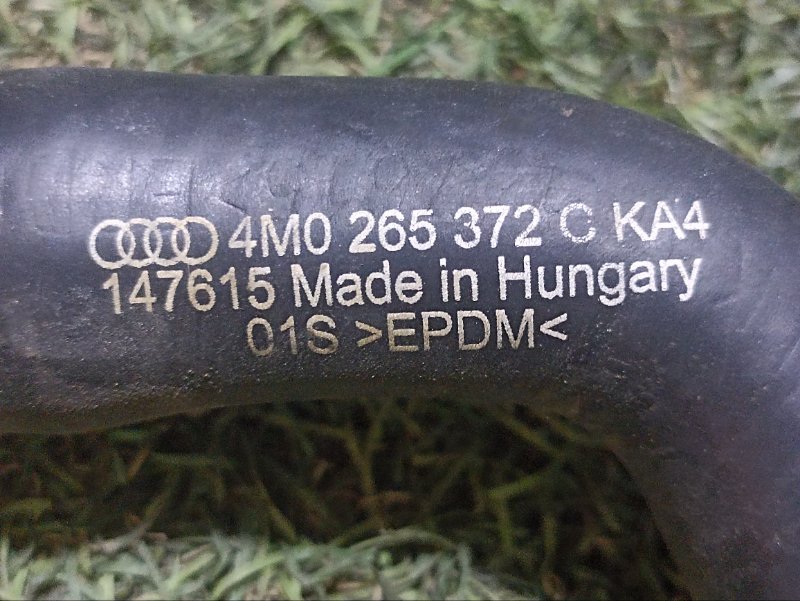 4M0 265 372 C KA4
147615 Made in Hungary
01S >EPDM<